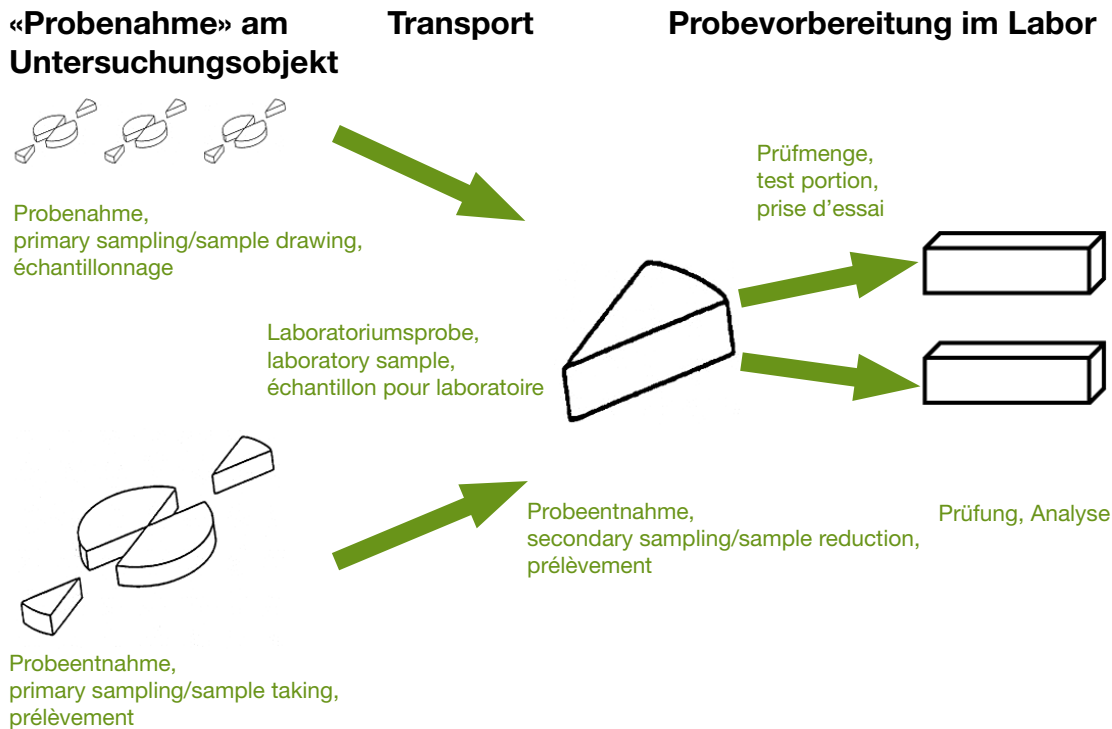 «Probenahme» am
Untersuchungsobjekt
Transport
Probevorbereitung im Labor
Probenahme,
primary sampling/sample drawing,
échantillonnage
Prüfmenge,
test portion,
prise d’essai
Laboratoriumsprobe,
laboratory sample,
échantillon pour laboratoire
Probeentnahme,
secondary sampling/sample reduction,
prélèvement
Prüfung, Analyse
Probeentnahme,
primary sampling/sample taking,
prélèvement